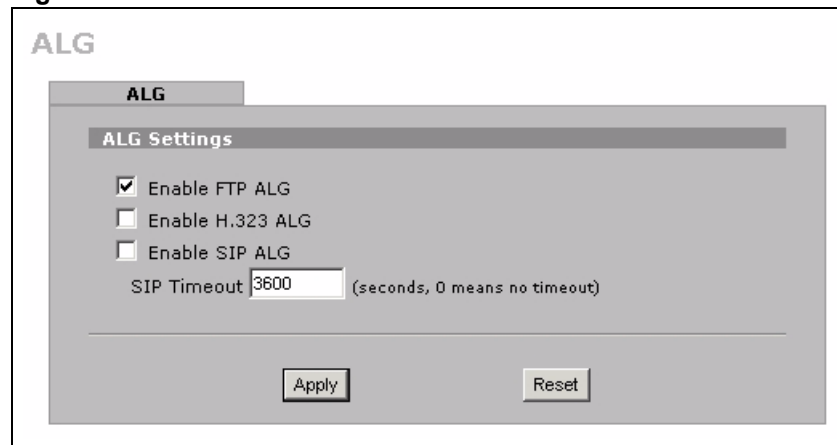 ALG
ALG
ALG Settings
Enable FTP ALG
Enable H.323 ALG
Enable SIP ALG
SIP Timeout 3600 (seconds, 0 means no timeout)
Apply Reset